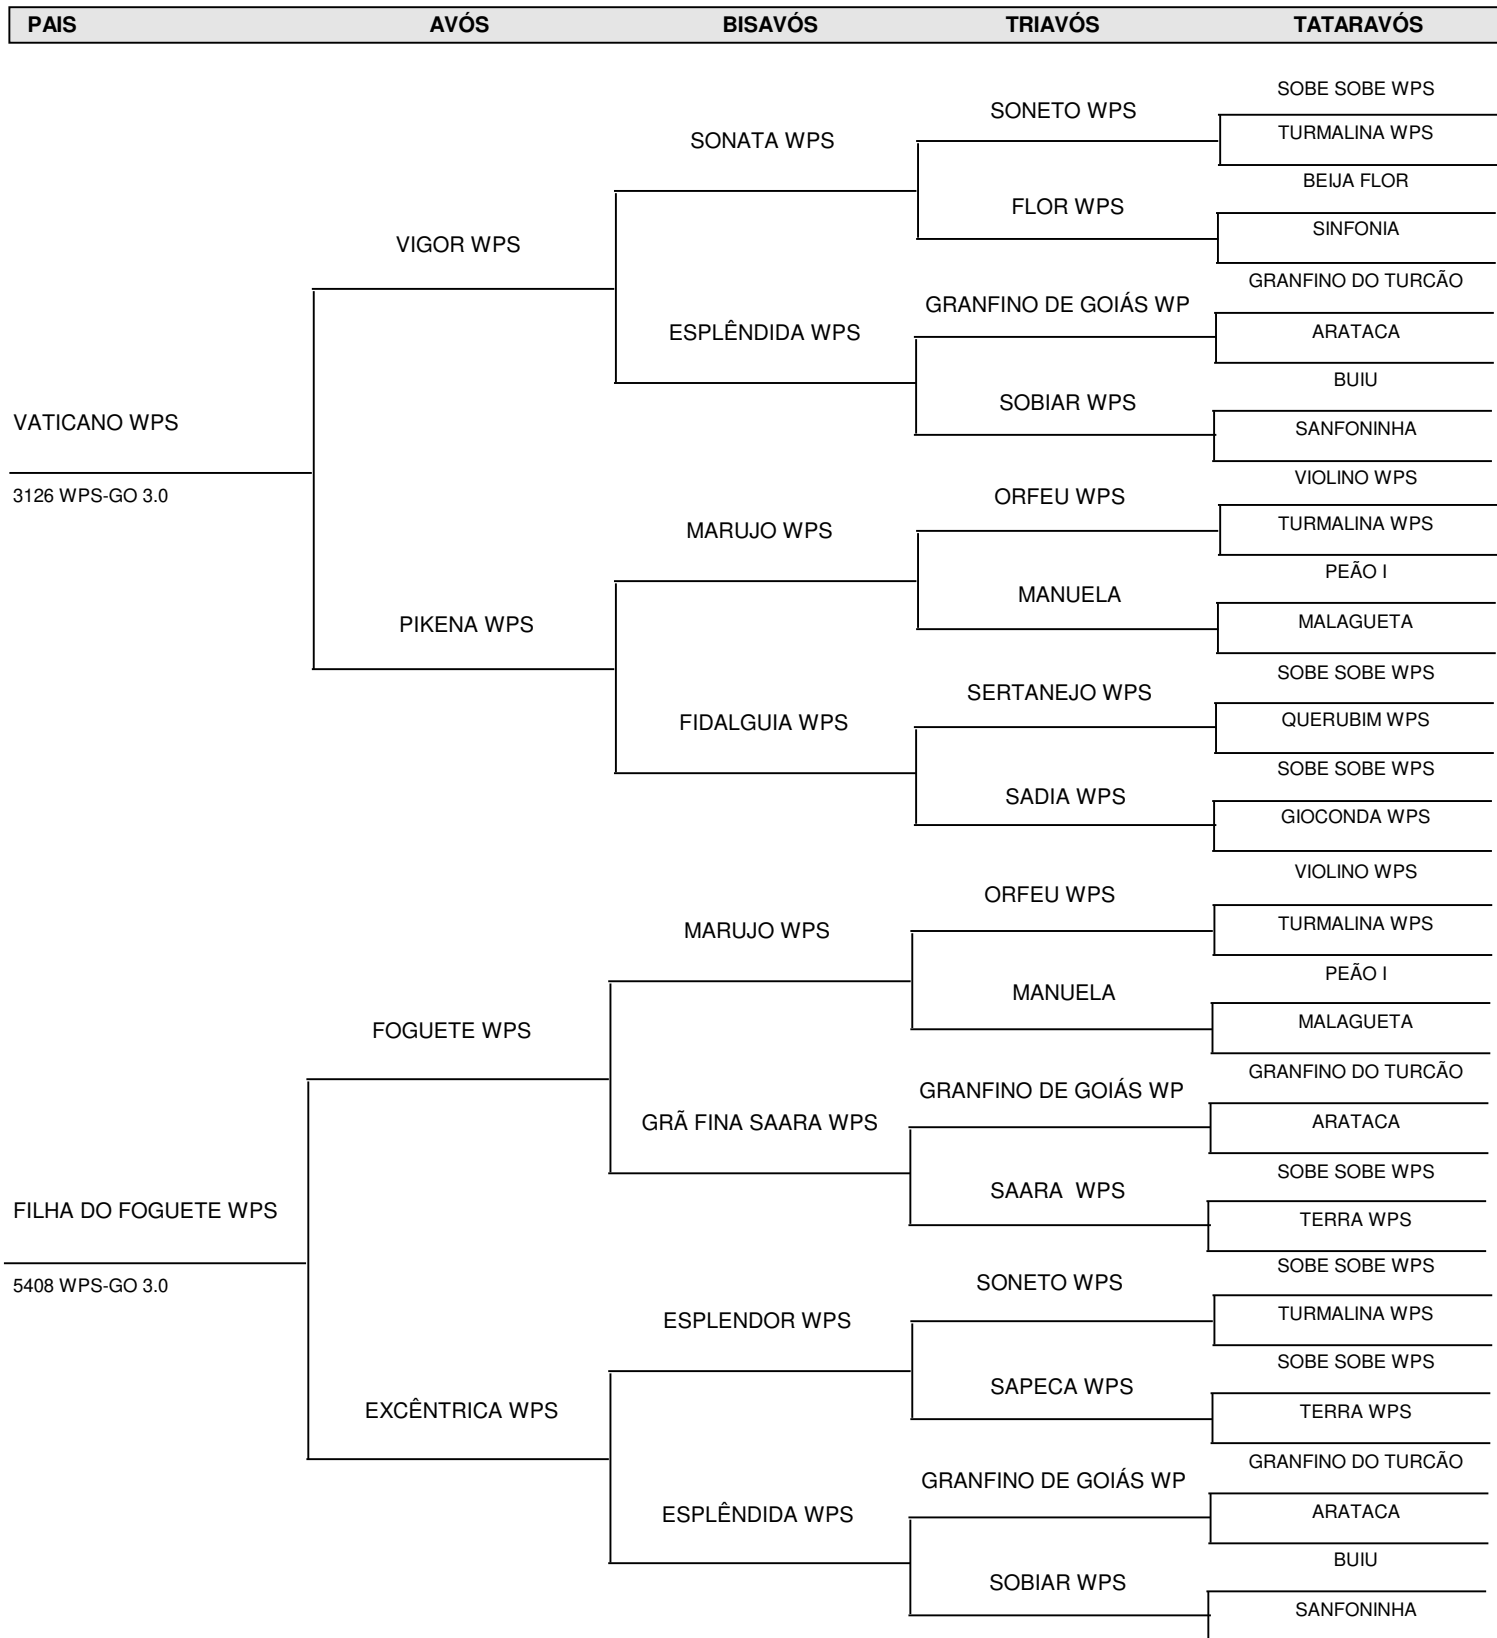 PAIS AVÓS BISAVÓS TRIAVÓS TATARAVÓS
SOBE SOBE WPS
SONETO WPS
TURMALINA WPS
SONATA WPS
BEIJA FLOR
FLOR WPS
SINFONIA
VIGOR WPS
GRANFINO DO TURCÃO
GRANFINO DE GOIÁS WP
ESPLÊNDIDA WPS
ARATACA
BUIU
SOBIAR WPS
VATICANO WPS
SANFONINHA
VIOLINO WPS
3126 WPS-GO 3.0
ORFEU WPS
TURMALINA WPS
MARUJO WPS
PEÃO I
MANUELA
MALAGUETA
PIKENA WPS
SOBE SOBE WPS
SERTANEJO WPS
QUERUBIM WPS
FIDALGUIA WPS
SOBE SOBE WPS
SADIA WPS
GIOCONDA WPS
VIOLINO WPS
ORFEU WPS
TURMALINA WPS
MARUJO WPS
PEÃO I
MANUELA
MALAGUETA
FOGUETE WPS
GRANFINO DO TURCÃO
GRANFINO DE GOIÁS WP
ARATACA
GRÃ FINA SAARA WPS
SOBE SOBE WPS
SAARA  WPS
FILHA DO FOGUETE WPS
TERRA WPS
SOBE SOBE WPS
5408 WPS-GO 3.0
SONETO WPS
TURMALINA WPS
ESPLENDOR WPS
SOBE SOBE WPS
SAPECA WPS
EXCÊNTRICA WPS
TERRA WPS
GRANFINO DO TURCÃO
GRANFINO DE GOIÁS WP
ARATACA
ESPLÊNDIDA WPS
BUIU
SOBIAR WPS
SANFONINHA